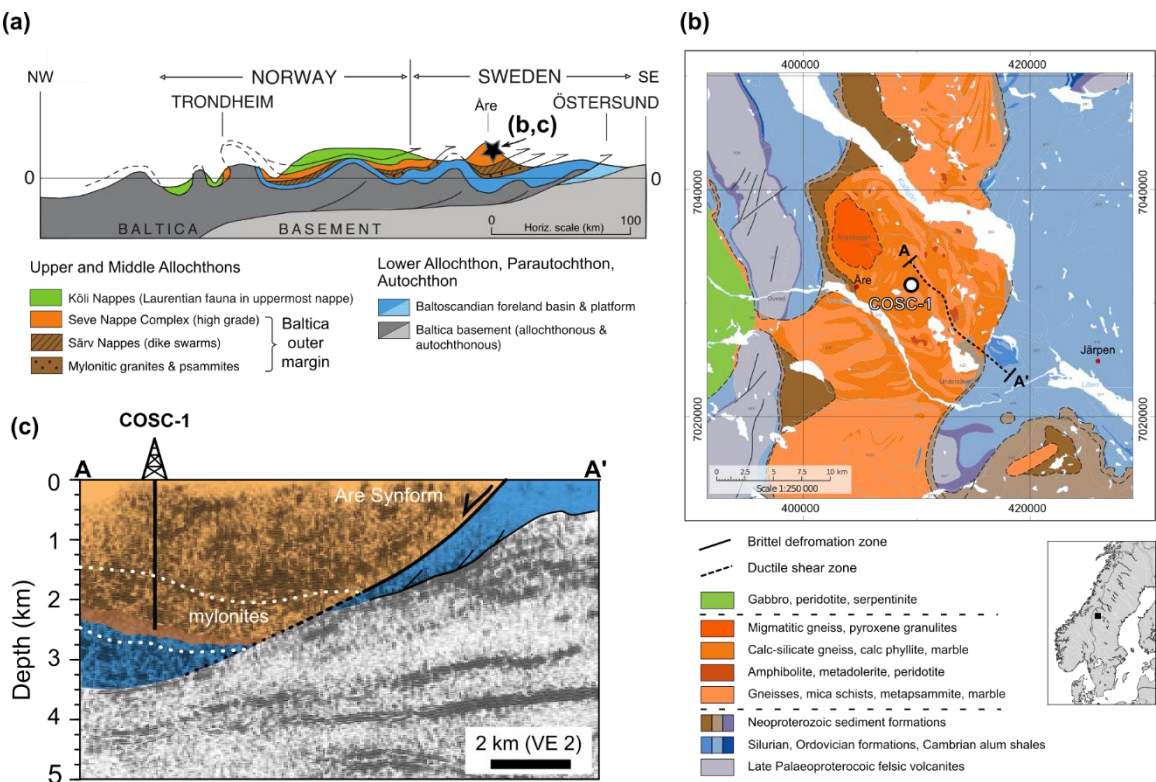 (a)
NW
NORWAY
SWEDEN
SE
TRONDHEIM
Åre
ÖSTERSUND
(b,c)
0
0
BALTICA BASEMENT
0 100
Horiz. scale (km)
Upper and Middle Allochthons
Köli Nappes (Laurentian fauna in uppermost nappe)
Seve Nappe Complex (high grade)
Särv Nappes (dike swarms)
Mylonitic granites & psammites
Baltica
outer
margin
Lower Allochthon, Parautochthon,
Autochthon
Baltoscandian foreland basin & platform
Baltica basement (allochthonous &
autochthonous)
(b)
400000 420000
7040000
7040000
A
Åre
COSC-1
Järpen
Undersåker
Liten
A'
7020000
7020000
0 2.5 5 10 km
Scale 1:250 000
400000 420000
Brittel defromation zone
Ductile shear zone
Gabbro, peridotite, serpentinite
Migmatitic gneiss, pyroxene granulites
Calc-silicate gneiss, calc phyllite, marble
Amphibolite, metadolerite, peridotite
Gneisses, mica schists, metapsammite, marble
Neoproterozoic sediment formations
Silurian, Ordovician formations, Cambrian alum shales
Late Palaeoproterocoic felsic volcanites
(c)
COSC-1
A
A'
Are Synform
mylonites
Depth (km)
0
1
2
3
4
5
2 km (VE 2)